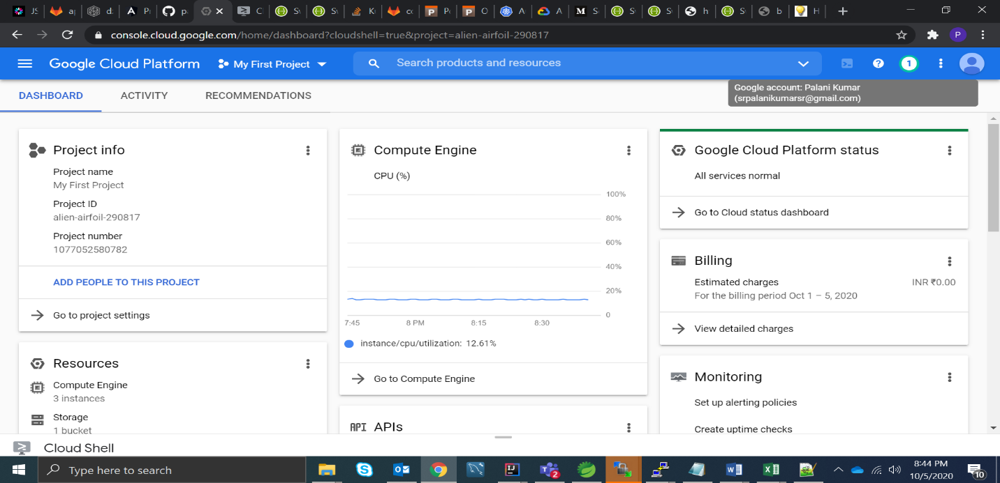 JS
ap
d
P
p
C
Sv
S
K
co
Po
O
A
A
S
S
S
h
S
b
H
console.cloud.google.com/home/dashboard?cloudshell=true&project=alien-airfoil-290817
P
Google Cloud Platform
My First Project
Search products and resources
1
Google account: Palani Kumar
(srpalanikumarsr@gmail.com)
DASHBOARD
ACTIVITY
RECOMMENDATIONS
Project info
Project name
My First Project
Project ID
alien-airfoil-290817
Project number
1077052580782
ADD PEOPLE TO THIS PROJECT
Go to project settings
Resources
Compute Engine
3 instances
Storage
1 bucket
Compute Engine
CPU (%)
100%
80%
60%
40%
20%
0
7:45 8 PM 8:15 8:30
instance/cpu/utilization: 12.61%
Go to Compute Engine
API APIs
Google Cloud Platform status
All services normal
Go to Cloud status dashboard
Billing
Estimated charges INR ₹0.00
For the billing period Oct 1 – 5, 2020
View detailed charges
Monitoring
Set up alerting policies
Create uptime checks
Cloud Shell
Type here to search
2
8:44 PM
10/5/2020
10